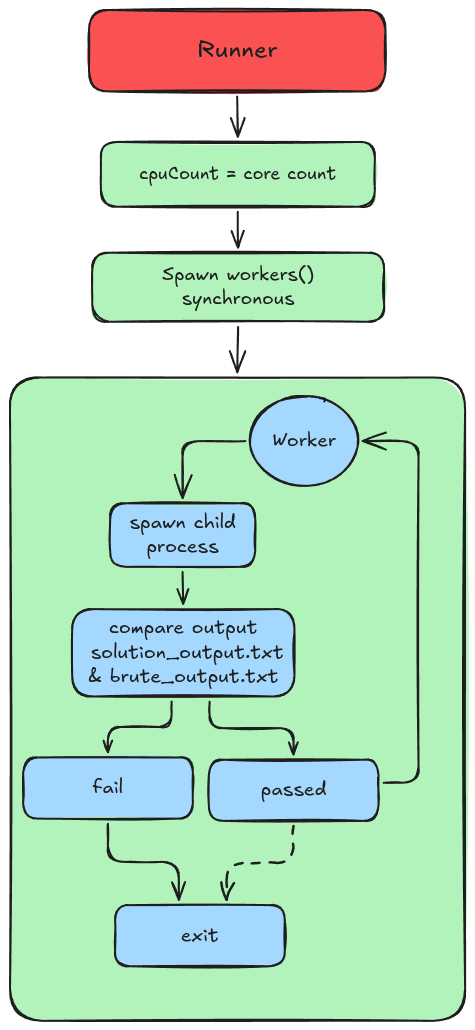 Runner
cpuCount = core count
Spawn workers()
synchronous
Worker
spawn child
process
compare output
solution_output.txt
& brute_output.txt
fail
passed
exit